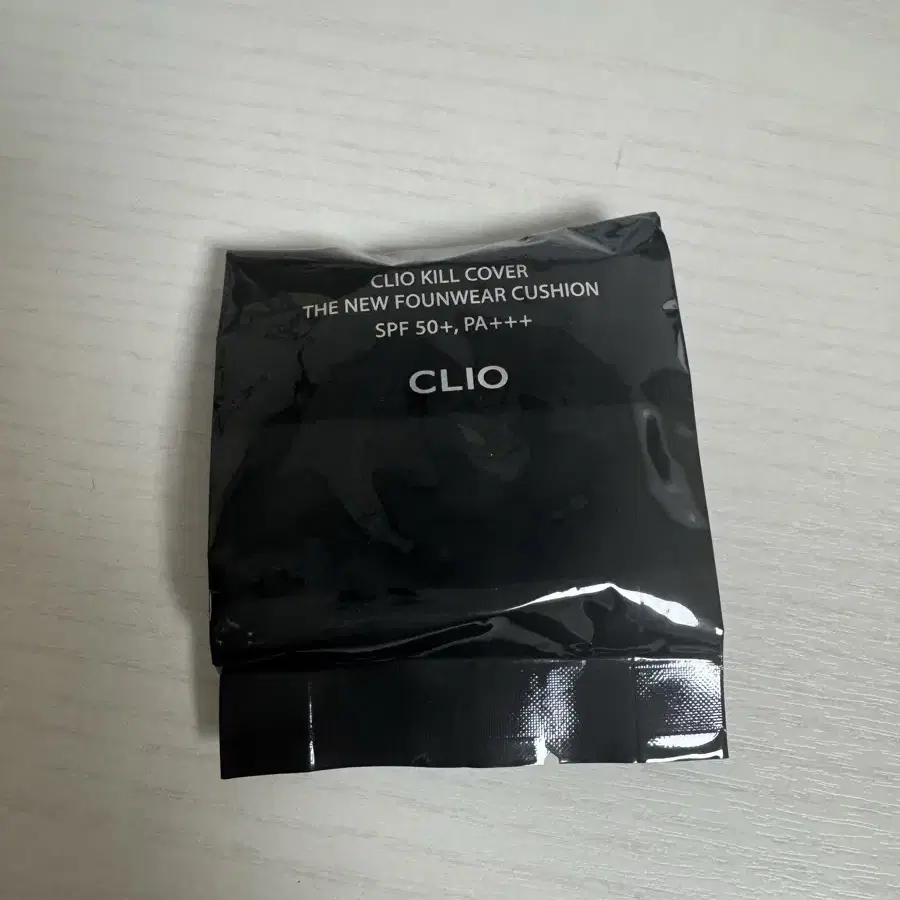 CLIO KILL COVER
THE NEW FOUNWEAR CUSHION
SPF 50+, PA+++
CLIO